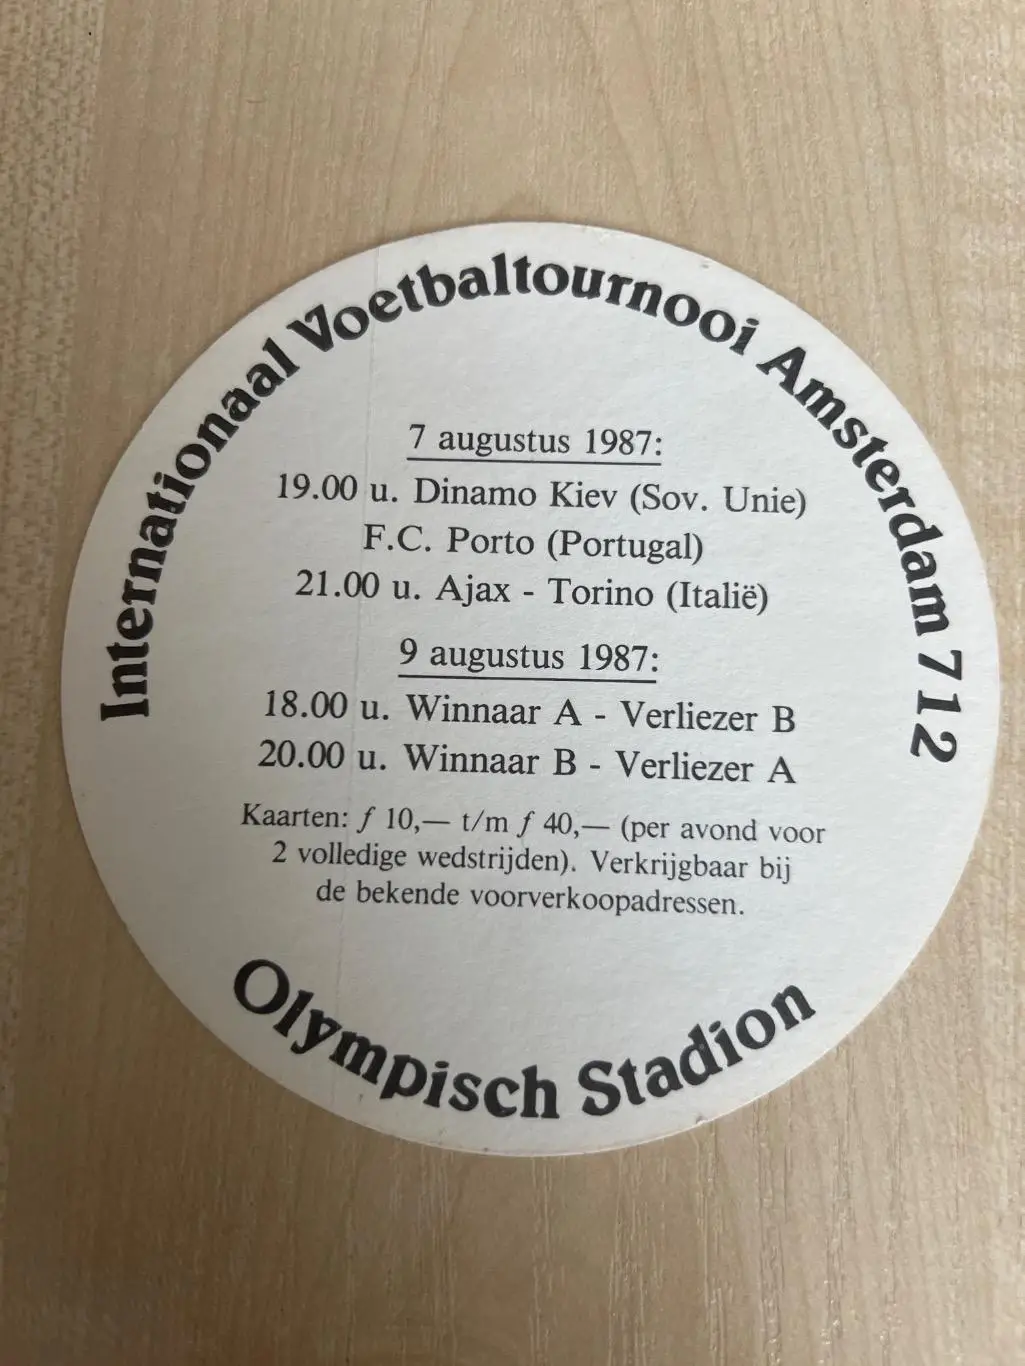 Internationaal Voetbaltournooi Amsterdam 712
7 augustus 1987:
19.00 u. Dinamo Kiev (Sov. Unie)
F.C. Porto (Portugal)
21.00 u. Ajax - Torino (Italië)
9 augustus 1987:
18.00 u. Winnaar A - Verliezer B
20.00 u. Winnaar B - Verliezer A
Kaarten: f 10,— t/m f 40,— (per avond voor
2 volledige wedstrijden). Verkrijgbaar bij
de bekende voorverkoopadressen.
Olympisch Stadion